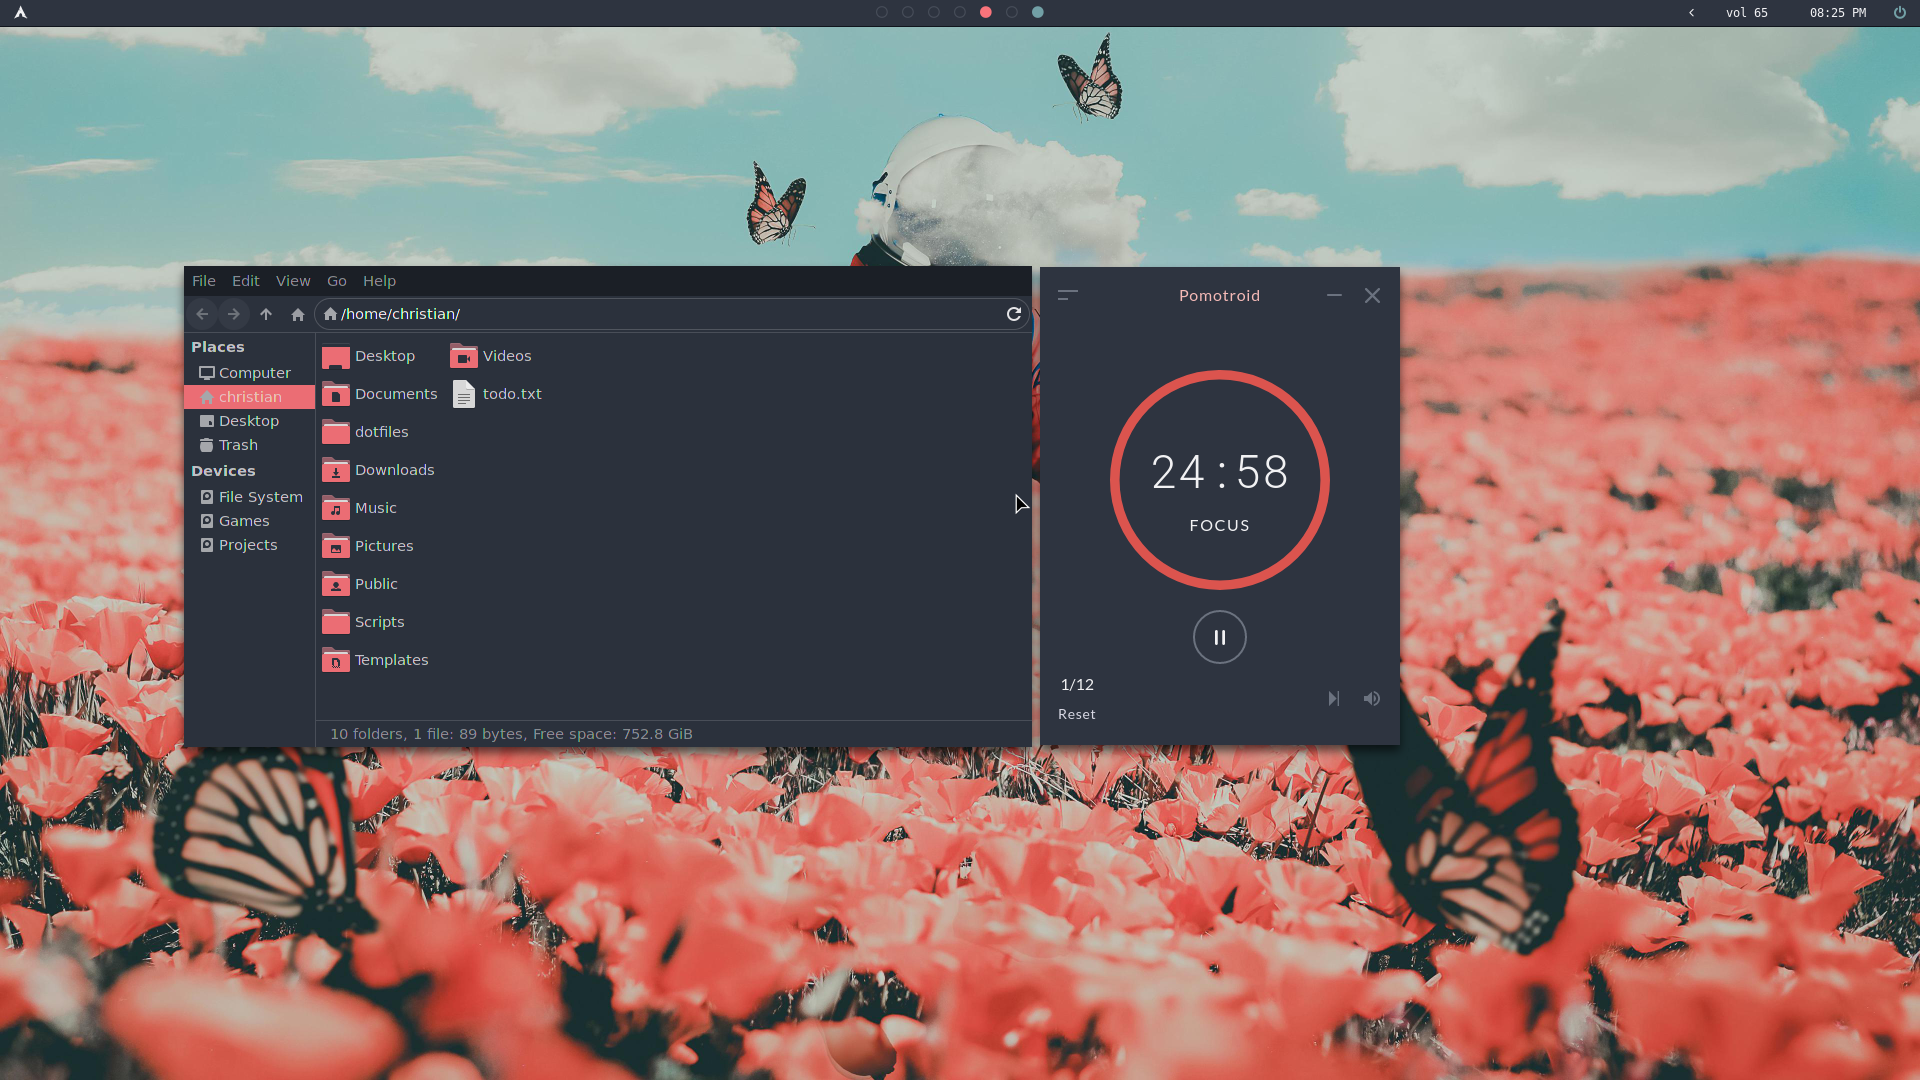 vol 65
08:25 PM
File Edit View Go Help
/home/christian/
Places
Computer
christian
Desktop
Trash
Devices
File System
Games
Projects
Desktop
Documents
dotfiles
Downloads
Music
Pictures
Public
Scripts
Templates
Videos
todo.txt
10 folders, 1 file: 89 bytes, Free space: 752.8 GiB
Pomotroid
24:58
FOCUS
1/12
Reset